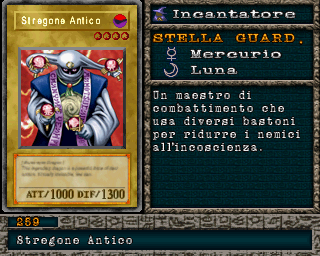 Stregone Antico
ATT/1000 DIF/1300
Incantatore
STELLA GUARD.
Mercurio
Luna
Un maestro di
combattimento che
usa diversi bastoni
per ridurre i nemici
all'incoscienza.
259
Stregone Antico